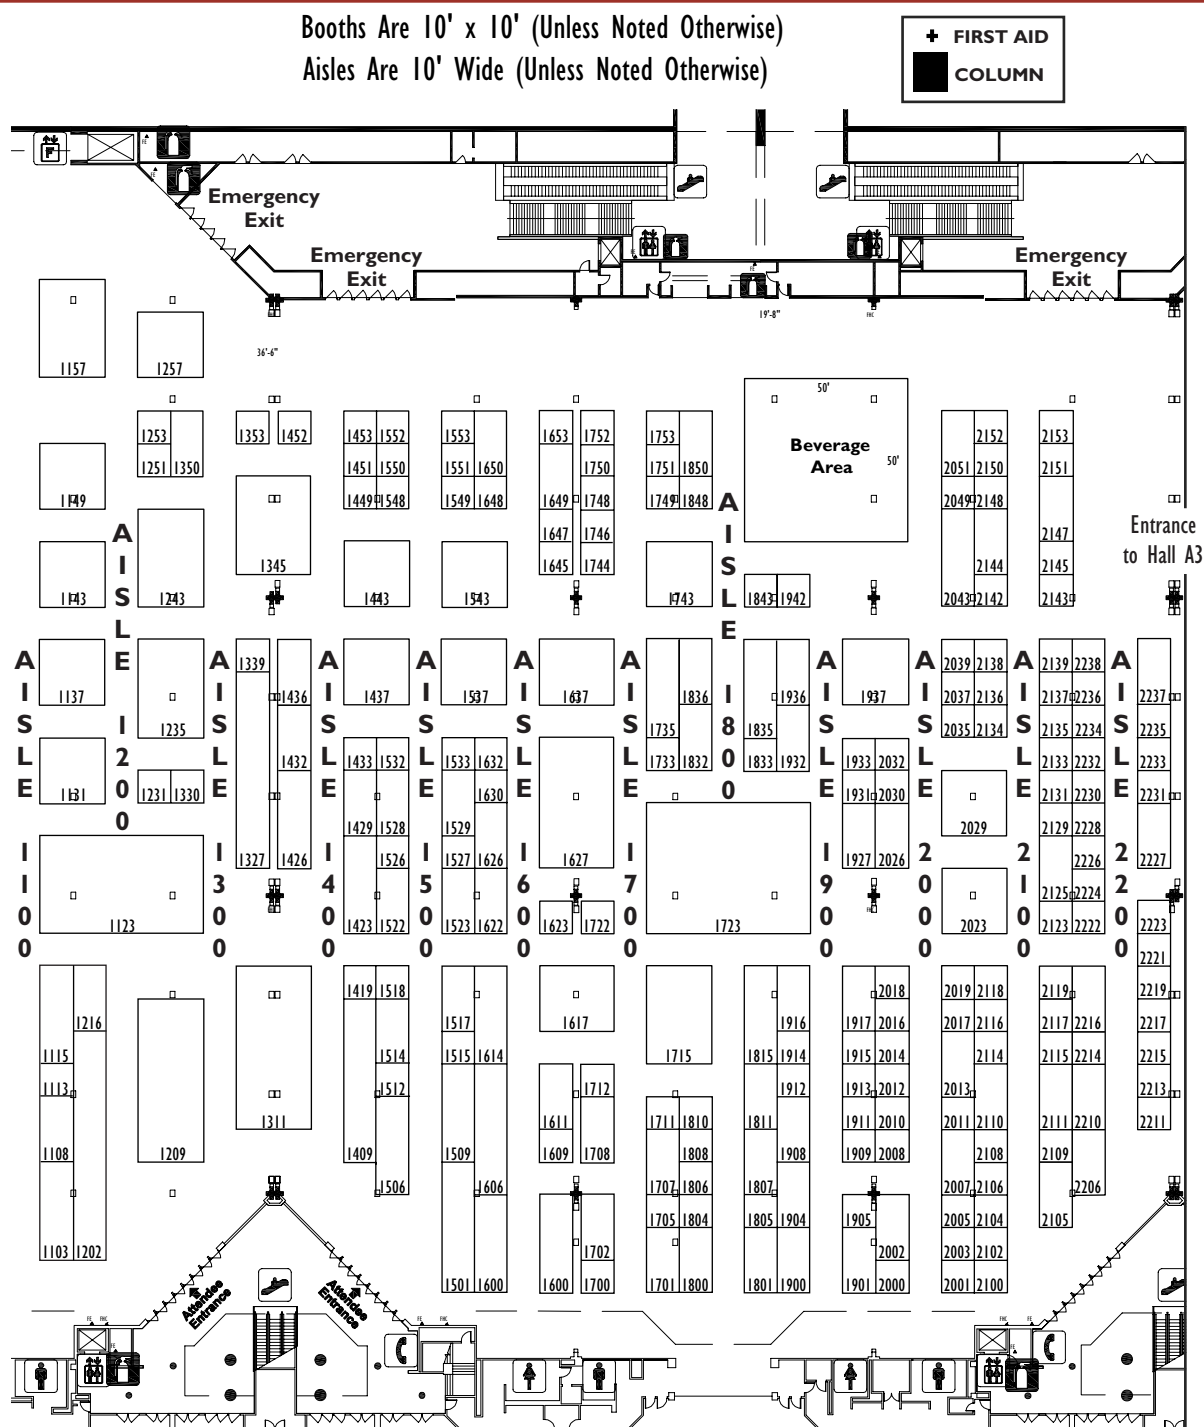 Booths Are 10' x 10' (Unless Noted Otherwise)
Aisles Are 10' Wide (Unless Noted Otherwise)
FIRST AID
COLUMN
Emergency
Exit
Emergency
Exit
Emergency
Exit
19'-8"
36'-6"
1157 1257
50'
Beverage
Area
50'
1253 1353 1452 1453 1552 1553 1653 1752 1753 2152 2153
1251 1350 1451 1550 1551 1650 1750 1751 1850 2051 2150 2151
1149 1449 1548 1549 1648 1649 1748 1749 1848 2049 2148
1647 1746 2147
Entrance
to Hall A3
1345 1645 1744 2144 2145
1143 1243 1443 1543 1743 1843 1942 2043 2142 2143
1339 2039 2138 2139 2238
1137 1436 1437 1537 1637 1836 1936 1937 2037 2136 2137 2236 2237
1235 1735 1835 2035 2134 2135 2234 2235
1432 1433 1532 1533 1632 1733 1832 1833 1932 1933 2032 2133 2232 2233
1131 1231 1330 1630 1931 2030 2131 2230 2231
1429 1528 1529 2029 2129 2228
1327 1426 1526 1527 1626 1627 1927 2026 2226 2227
2125 2224
1123 1423 1522 1523 1622 1623 1722 1723 2023 2123 2222 2223
2221
AISLE 1100
AISLE 1200
AISLE 1300
AISLE 1400
AISLE 1500
AISLE 1600
AISLE 1700
AISLE 1800
AISLE 1900
AISLE 2000
AISLE 2100
AISLE 2200
1419 1518 2018 2019 2118 2119 2219
1216 1517 1617 1916 1917 2016 2017 2116 2117 2216 2217
1115 1514 1515 1614 1715 1815 1914 1915 2014 2114 2115 2214 2215
1113 1512 1712 1912 1913 2012 2013 2213
1311 1611 1711 1810 1811 1911 2010 2011 2110 2111 2210 2211
1108 1209 1409 1509 1609 1708 1808 1908 1909 2008 2108 2109
1506 1606 1707 1806 1807 2007 2106 2206
1705 1804 1805 1904 1905 2005 2104 2105
1103 1202 1702 2002 2003 2102
1501 1600 1600 1700 1701 1800 1801 1900 1901 2000 2001 2100
Attendee
Entrance
Attendee
Entrance